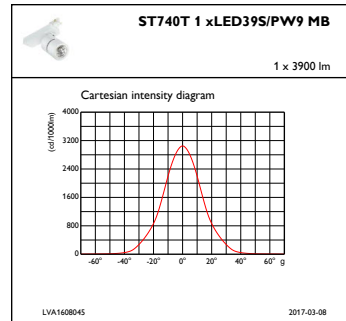 ST740T 1 xLED39S/PW9 MB
1 x 3900 lm
Cartesian intensity diagram
(cd/1000lm)
4000
3200
2400
1600
800
0
-60° -40° -20° 0° 20° 40° 60° g
LVA1608045 2017-03-08